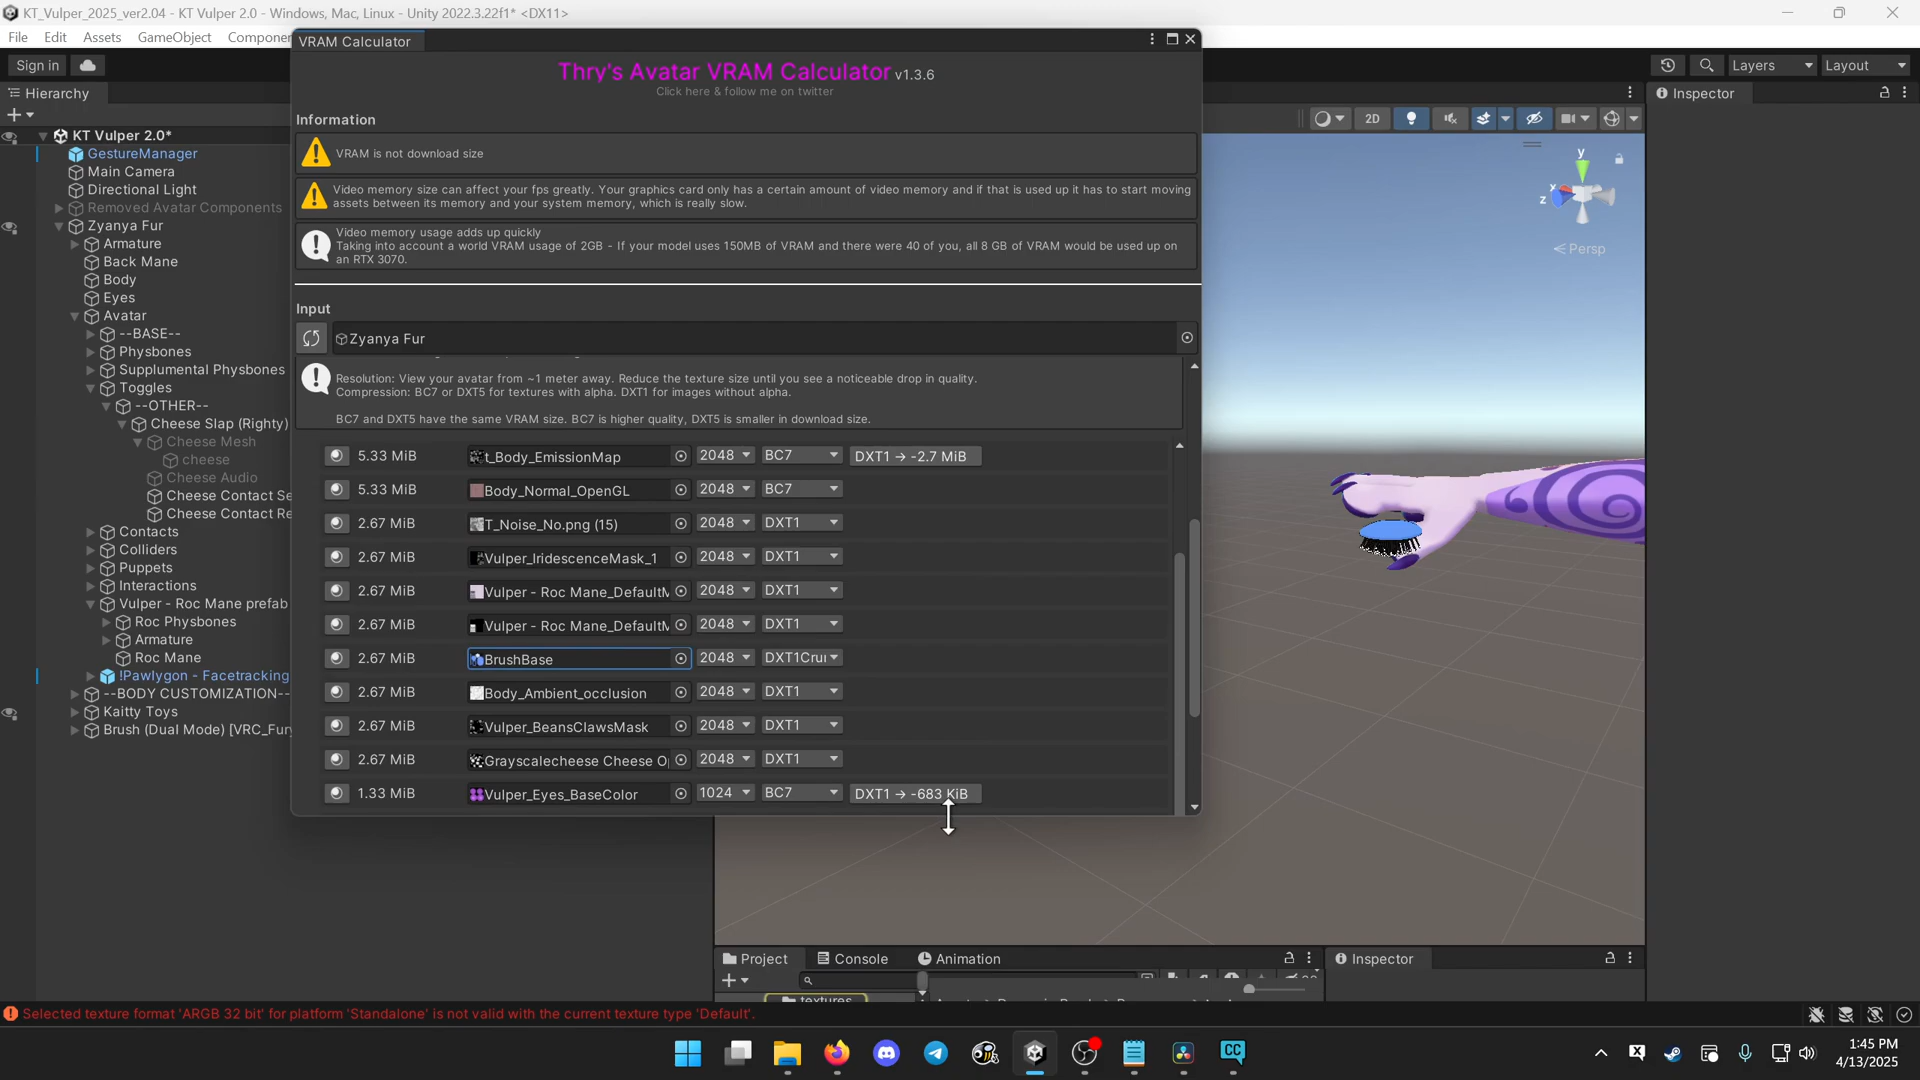 KT_Vulper_2025_ver2.04 - KT Vulper 2.0 - Windows, Mac, Linux - Unity 2022.3.22f1* <DX11>
File Edit Assets GameObject Componen
Sign in
Layers
Layout
Hierarchy
KT Vulper 2.0*
GestureManager
Main Camera
Directional Light
Removed Avatar Components
Zyanya Fur
Armature
Back Mane
Body
Eyes
Avatar
--BASE--
Physbones
Supplumental Physbones
Toggles
--OTHER--
Cheese Slap (Righty)
Cheese Mesh
cheese
Cheese Audio
Cheese Contact Se
Cheese Contact Re
Contacts
Colliders
Puppets
Interactions
Vulper - Roc Mane prefab
Roc Physbones
Armature
Roc Mane
!Pawlygon - Facetracking
--BODY CUSTOMIZATION--
Kaitty Toys
Brush (Dual Mode) [VRC_Fury
VRAM Calculator
Thry's Avatar VRAM Calculator v1.3.6
Click here & follow me on twitter
Information
VRAM is not download size
Video memory size can affect your fps greatly. Your graphics card only has a certain amount of video memory and if that is used up it has to start moving
assets between its memory and your system memory, which is really slow.
Video memory usage adds up quickly
Taking into account a world VRAM usage of 2GB - If your model uses 150MB of VRAM and there were 40 of you, all 8 GB of VRAM would be used up on
an RTX 3070.
Input
Zyanya Fur
Resolution: View your avatar from ~1 meter away. Reduce the texture size until you see a noticeable drop in quality.
Compression: BC7 or DXT5 for textures with alpha. DXT1 for images without alpha.
BC7 and DXT5 have the same VRAM size. BC7 is higher quality, DXT5 is smaller in download size.
5.33 MiB t_Body_EmissionMap 2048 BC7 DXT1 → -2.7 MiB
5.33 MiB Body_Normal_OpenGL 2048 BC7
2.67 MiB T_Noise_No.png (15) 2048 DXT1
2.67 MiB Vulper_IridescenceMask_1 2048 DXT1
2.67 MiB Vulper - Roc Mane_DefaultM 2048 DXT1
2.67 MiB Vulper - Roc Mane_DefaultM 2048 DXT1
2.67 MiB BrushBase 2048 DXT1Crui
2.67 MiB Body_Ambient_occlusion 2048 DXT1
2.67 MiB Vulper_BeansClawsMask 2048 DXT1
2.67 MiB Grayscalecheese Cheese O 2048 DXT1
1.33 MiB Vulper_Eyes_BaseColor 1024 BC7 DXT1 → -683 KiB
Inspector
2D
y
x
z
Persp
Project Console Animation
Inspector
textures
Selected texture format 'ARGB 32 bit' for platform 'Standalone' is not valid with the current texture type 'Default'.
CC
1:45 PM
4/13/2025